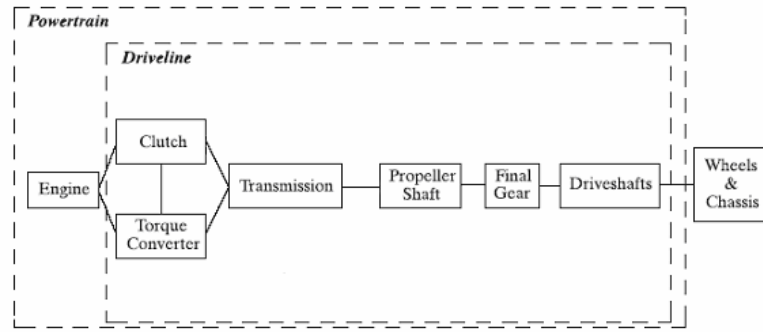 Powertrain
Driveline
Clutch
Engine
Torque
Converter
Transmission
Propeller
Shaft
Final
Gear
Driveshafts
Wheels
&
Chassis